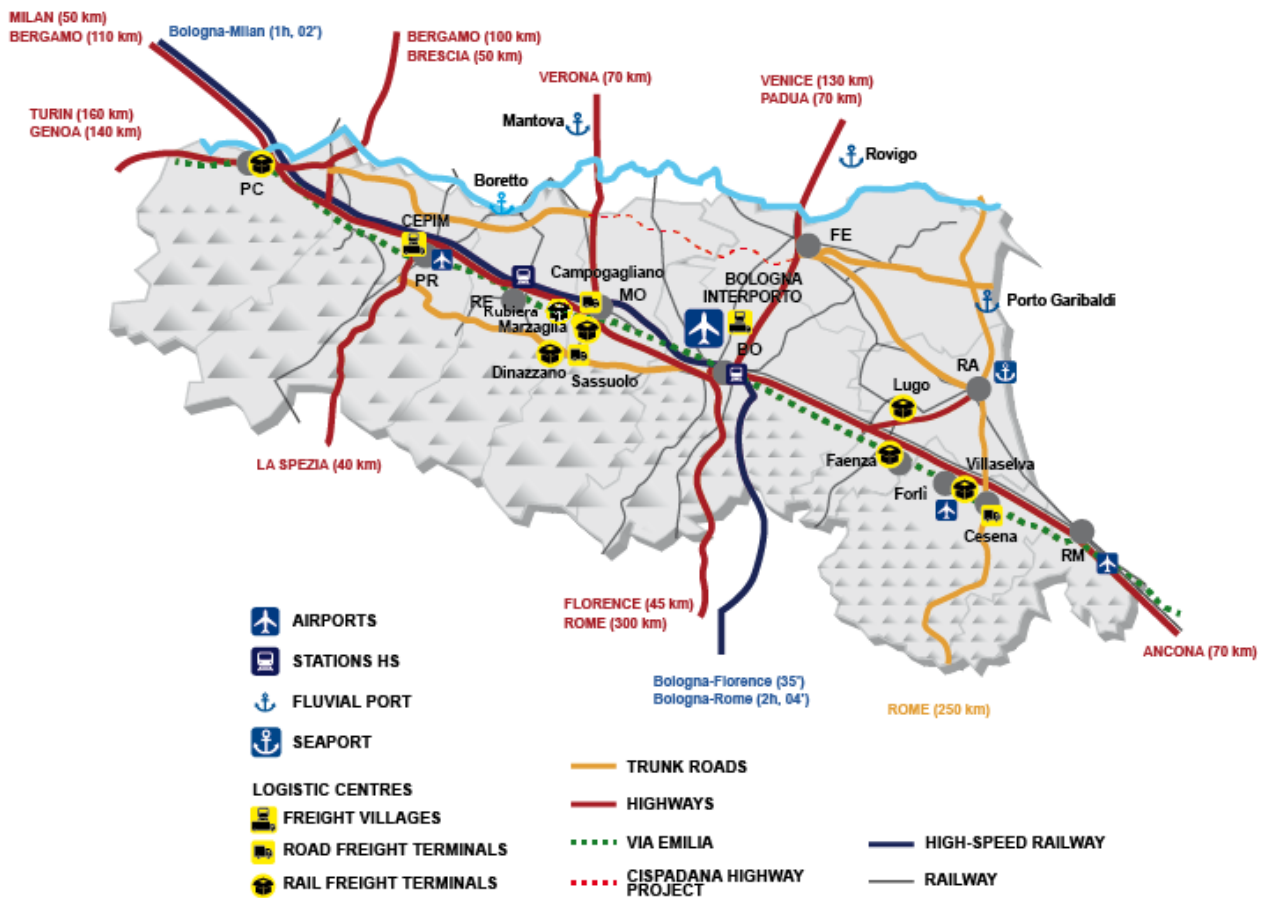 MILAN (50 km)
BERGAMO (110 km)
Bologna-Milan (1h, 02')
BERGAMO (100 km)
BRESCIA (50 km)
VERONA (70 km)
VENICE (130 km)
PADUA (70 km)
TURIN (160 km)
GENOA (140 km)
Mantova
Rovigo
PC
Boretto
CEPIM
FE
PR
Campogagliano
BOLOGNA
INTERPORTO
RE
MO
Rubiera
Marzaglia
Porto Garibaldi
BO
Dinazzano
Sassuolo
RA
Lugo
LA SPEZIA (40 km)
Faenza
Villaselva
Forlì
Cesena
RM
FLORENCE (45 km)
ROME (300 km)
ANCONA (70 km)
Bologna-Florence (35')
Bologna-Rome (2h, 04')
ROME (250 km)
AIRPORTS
STATIONS HS
FLUVIAL PORT
SEAPORT
LOGISTIC CENTRES
FREIGHT VILLAGES
ROAD FREIGHT TERMINALS
RAIL FREIGHT TERMINALS
TRUNK ROADS
HIGHWAYS
VIA EMILIA
CISPADANA HIGHWAY
PROJECT
HIGH-SPEED RAILWAY
RAILWAY